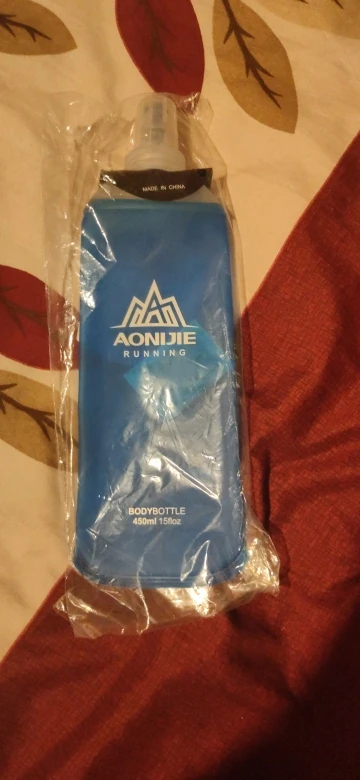 MADE IN CHINA
AONIJIE
RUNNING
BODYBOTTLE
450ml 15floz